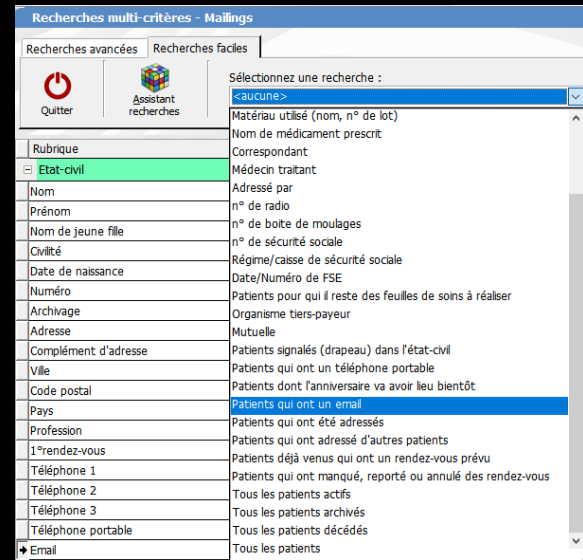 Recherches multi-critères - Mailings
Recherches avancées
Recherches faciles
Quitter
Assistant
recherches
Sélectionnez une recherche :
<aucune>
Matériau utilisé (nom, n° de lot)
Nom de médicament prescrit
Correspondant
Médecin traitant
Adressé par
n° de radio
n° de boite de moulages
n° de sécurité sociale
Régime/caisse de sécurité sociale
Date/Numéro de FSE
Patients pour qui il reste des feuilles de soins à réaliser
Organisme tiers-payeur
Mutuelle
Patients signalés (drapeau) dans l'état-civil
Patients qui ont un téléphone portable
Patients dont l'anniversaire va avoir lieu bientôt
Patients qui ont un email
Patients qui ont été adressés
Patients qui ont adressé d'autres patients
Patients déjà venus qui ont un rendez-vous prévu
Patients qui ont manqué, reporté ou annulé des rendez-vous
Tous les patients actifs
Tous les patients archivés
Tous les patients décédés
Tous les patients
Rubrique
Etat-civil
Nom
Prénom
Nom de jeune fille
Civilité
Date de naissance
Numéro
Archivage
Adresse
Complément d'adresse
Ville
Code postal
Pays
Profession
1°rendez-vous
Téléphone 1
Téléphone 2
Téléphone 3
Téléphone portable
Email